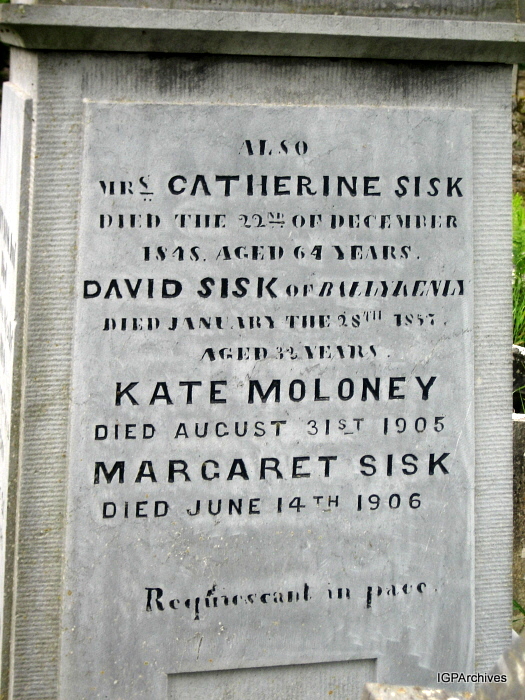 ALSO
MRS CATHERINE SISK
DIED THE 22ND OF DECEMBER
1848. AGED 64 YEARS.
DAVID SISK OF BALLYKENLY
DIED JANUARY THE 28TH 1857.
AGED 32 YEARS.
KATE MOLONEY
DIED AUGUST 31ST 1905
MARGARET SISK
DIED JUNE 14TH 1906
Requiescant in pace.
IGPArchives